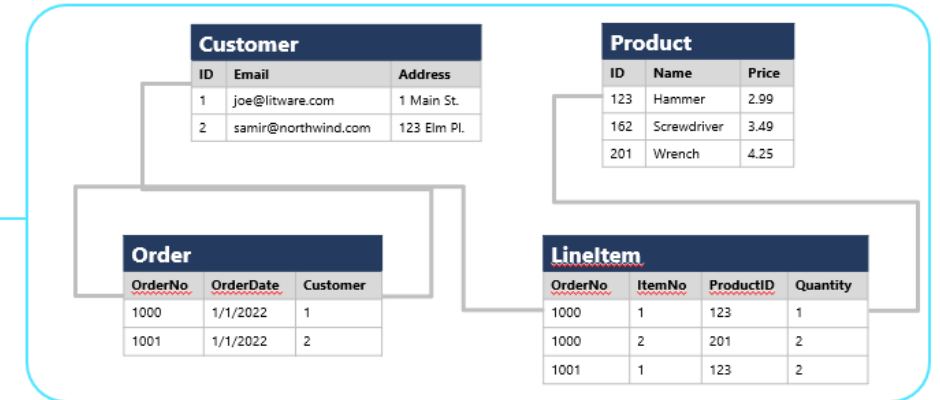 Customer
ID Email Address
1 joe@litware.com 1 Main St.
2 samir@northwind.com 123 Elm Pl.
Product
ID Name Price
123 Hammer 2.99
162 Screwdriver 3.49
201 Wrench 4.25
Order
OrderNo OrderDate Customer
1000 1/1/2022 1
1001 1/1/2022 2
LineItem
OrderNo ItemNo ProductID Quantity
1000 1 123 1
1000 2 201 2
1001 1 123 2